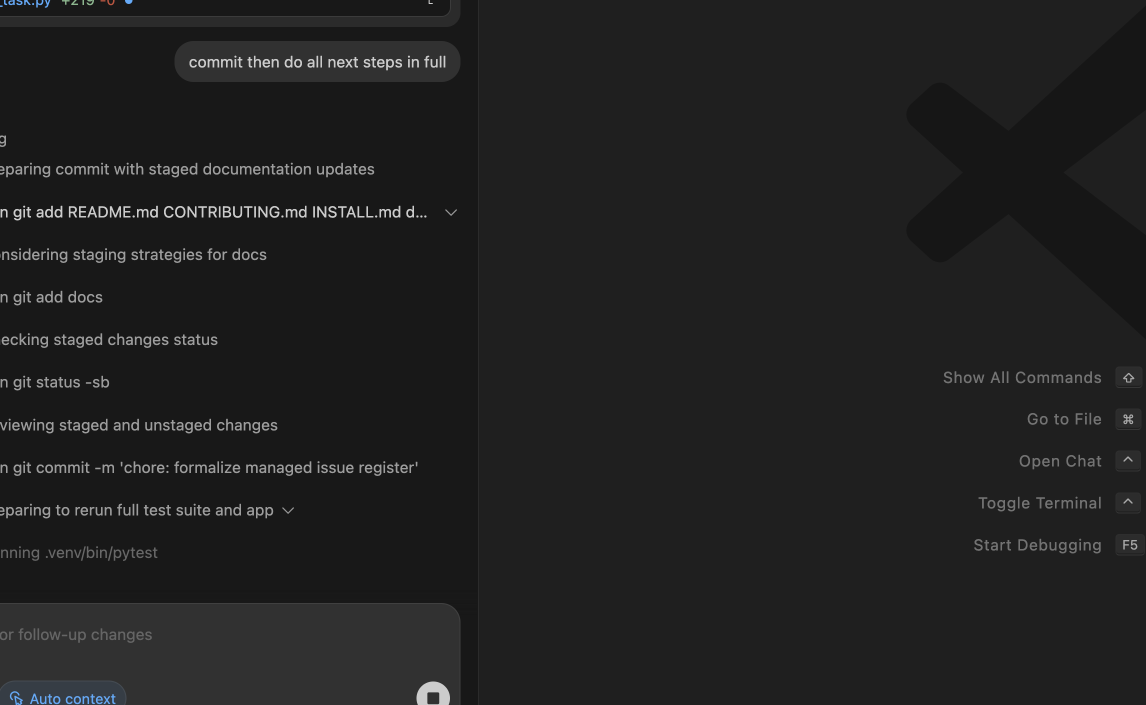 _task.py +219 -0
commit then do all next steps in full
g
eparing commit with staged documentation updates
n git add README.md CONTRIBUTING.md INSTALL.md d...
onsidering staging strategies for docs
n git add docs
ecking staged changes status
n git status -sb
viewing staged and unstaged changes
n git commit -m 'chore: formalize managed issue register'
eparing to rerun full test suite and app
nning .venv/bin/pytest
or follow-up changes
Auto context
Show All Commands ⇧
Go to File ⌘
Open Chat ^
Toggle Terminal ^
Start Debugging F5